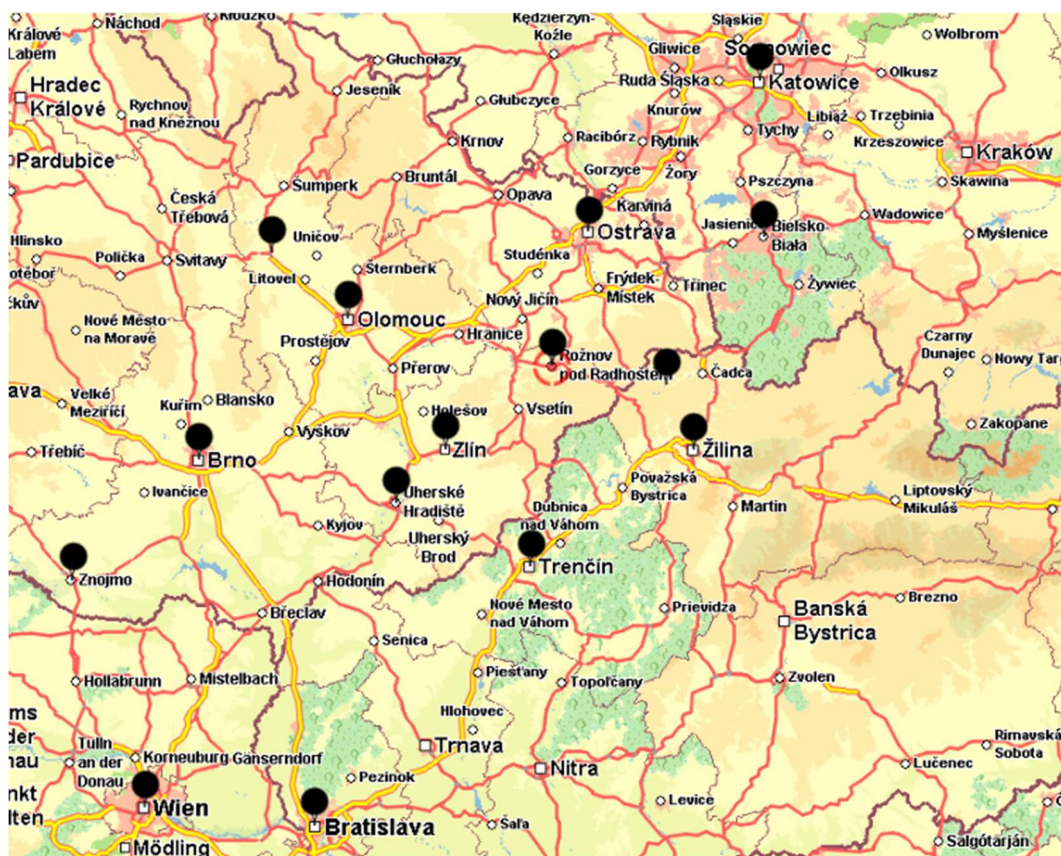 Náchod
Kłodzko
Kędzierzyn-
Koźle
Śląskie
Wolbrom
Králové
Labem
Głuchołazy
Gliwice
Olkusz
Hradec
Králové
Jeseník
Głubczyce
Ruda Śląska
Katowice
Rychnov
nad Kněžnou
Knurów
Libiąż
Trzebinia
Pardubice
Krnov
Racibórz
Rybnik
Tychy
Krzeszowice
Kraków
Šumperk
Bruntál
Gorzyce
Żory
Pszczyna
Skawina
Česká
Třebová
Opava
Karviná
Wadowice
Hlinsko
Uničov
Ostrava
Jasienica
Bielsko-
Biała
Myślenice
Polička
Svitavy
Studénka
Litovel
Šternberk
Frýdek-
Místek
Třinec
Żywiec
Nové Město
na Moravě
Olomouc
Nový Jičín
Hranice
Czarny
Dunajec
Prostějov
Rožnov
pod Radhoštěm
Nowy Targ
Přerov
Čadca
Velké
Meziříčí
Kuřim
Blansko
Holešov
Vsetín
Zakopane
Třebíč
Brno
Vyškov
Zlín
Žilina
Ivančice
Uherské
Hradiště
Považská
Bystrica
Liptovský
Mikuláš
Kyjov
Uherský
Brod
Dubnica
nad Váhom
Martin
Znojmo
Hodonín
Trenčín
Břeclav
Nové Mesto
nad Váhom
Prievidza
Banská
Bystrica
Brezno
Senica
Hollabrunn
Mistelbach
Piešťany
Topoľčany
Zvolen
Hlohovec
Tulln
an der
Donau
Korneuburg
Gänserndorf
Trnava
Rimavská
Sobota
Pezinok
Nitra
Lučenec
Wien
Levice
Bratislava
Šaľa
Mödling
Salgótarján